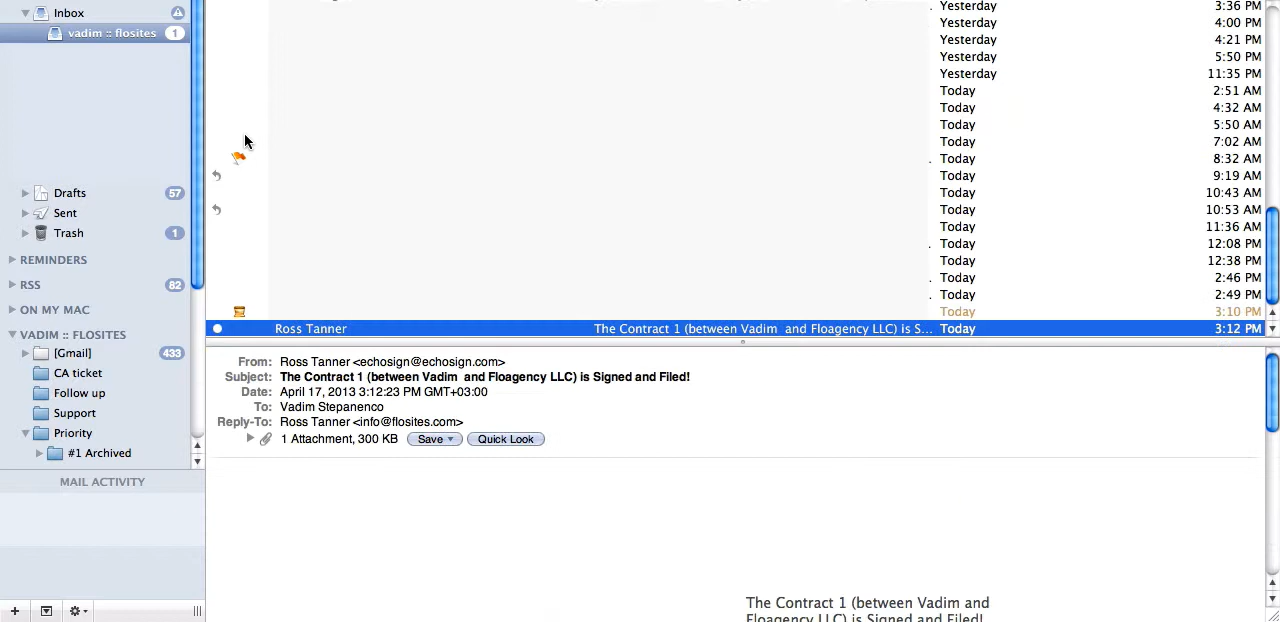 Inbox
vadim :: flosites 1
Drafts 57
Sent
Trash 1
REMINDERS
RSS 82
ON MY MAC
VADIM :: FLOSITES
[Gmail] 433
CA ticket
Follow up
Support
Priority
#1 Archived
MAIL ACTIVITY
Yesterday 3:36 PM
Yesterday 4:00 PM
Yesterday 4:21 PM
Yesterday 5:50 PM
Yesterday 11:35 PM
Today 2:51 AM
Today 4:32 AM
Today 5:50 AM
Today 7:02 AM
. Today 8:32 AM
Today 9:19 AM
Today 10:43 AM
Today 10:53 AM
Today 11:36 AM
. Today 12:08 PM
Today 12:38 PM
. Today 2:46 PM
. Today 2:49 PM
Today 3:10 PM
Ross Tanner The Contract 1 (between Vadim and Floagency LLC) is S... Today 3:12 PM
From: Ross Tanner <echosign@echosign.com>
Subject: The Contract 1 (between Vadim and Floagency LLC) is Signed and Filed!
Date: April 17, 2013 3:12:23 PM GMT+03:00
To: Vadim Stepanenco
Reply-To: Ross Tanner <info@flosites.com>
1 Attachment, 300 KB Save Quick Look
The Contract 1 (between Vadim and
Floagency LLC) is Signed and Filed!